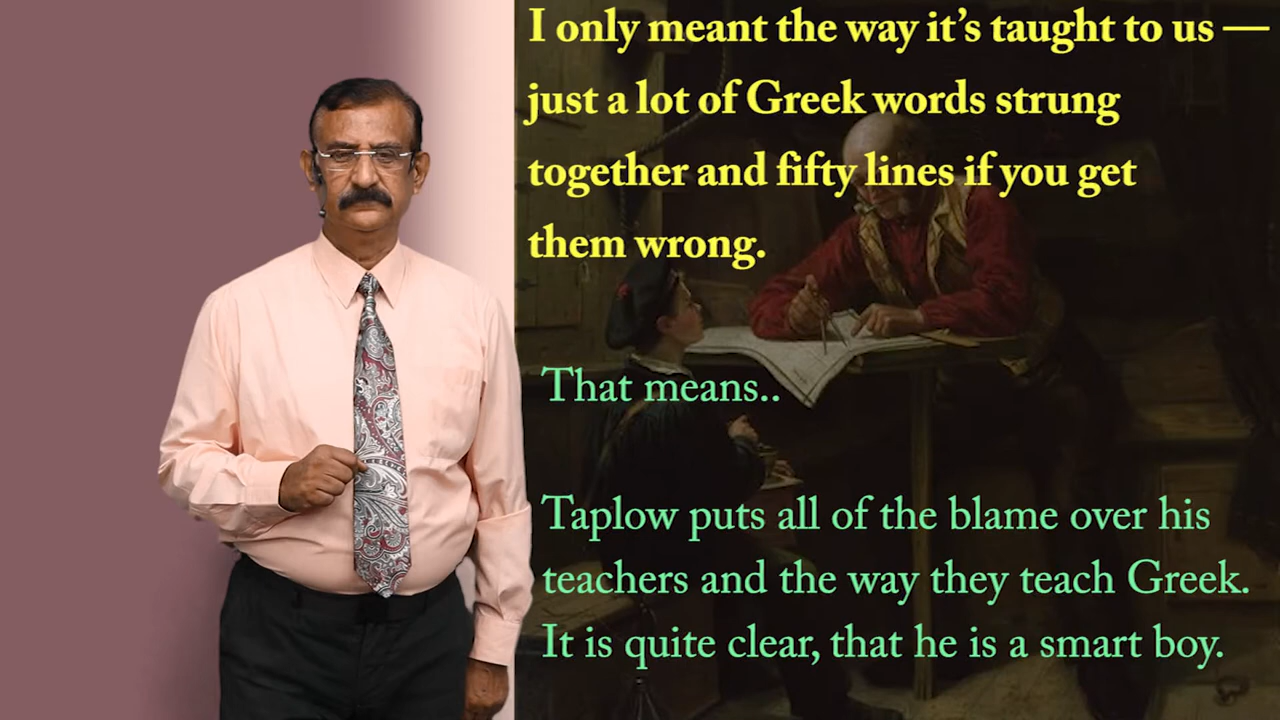 I only meant the way it’s taught to us —
just a lot of Greek words strung
together and fifty lines if you get
them wrong.
That means..
Taplow puts all of the blame over his
teachers and the way they teach Greek.
It is quite clear, that he is a smart boy.